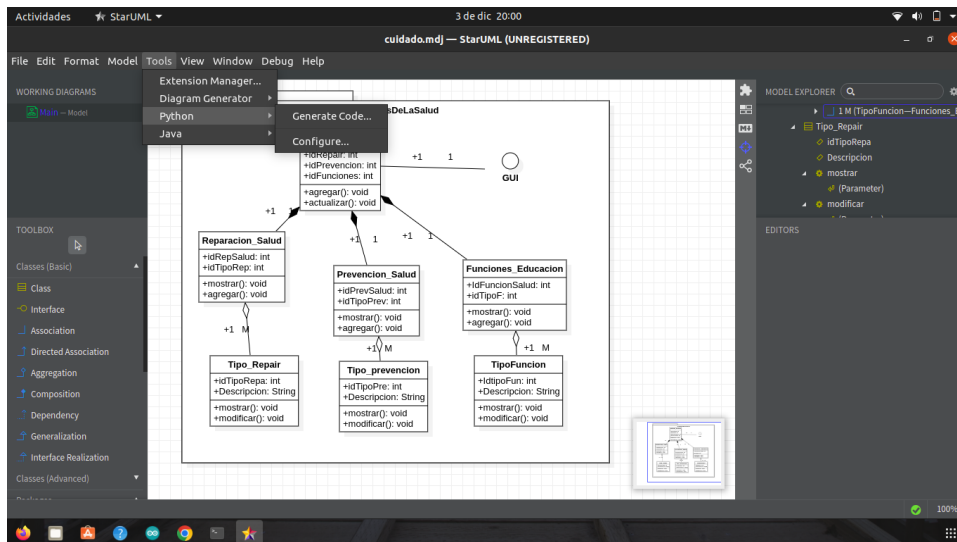 Actividades
StarUML
3 de dic 20:00
cuidado.mdj — StarUML (UNREGISTERED)
File Edit Format Model Tools View Window Debug Help
Extension Manager...
Diagram Generator
Python
Java
Generate Code...
Configure...
WORKING DIAGRAMS
Main — Model
TOOLBOX
Classes (Basic)
Class
Interface
Association
Directed Association
Aggregation
Composition
Dependency
Generalization
Interface Realization
Classes (Advanced)
sDeLaSalud
+idRepair: int
+idPrevencion: int
+idFunciones: int
+agregar(): void
+actualizar(): void
+1 1
GUI
+1 1
+1 1
+1 1
Reparacion_Salud
+idRepSalud: int
+idTipoRep: int
+mostrar(): void
+agregar(): void
Prevencion_Salud
+idPrevSalud: int
+idTipoPrev: int
+mostrar(): void
+agregar(): void
Funciones_Educacion
+IdFuncionSalud: int
+idTipoF: int
+mostrar(): void
+agregar(): void
+1 M
+1 M
+1 M
Tipo_Repair
+idTipoRepa: int
+Descripcion: String
+mostrar(): void
+modificar(): void
Tipo_prevencion
+idTipoPre: int
+Descripcion: String
+mostrar(): void
+modificar(): void
TipoFuncion
+IdtipoFun: int
+Descripcion: String
+mostrar(): void
+modificar(): void
M+
MODEL EXPLORER
1 M (TipoFuncion—Funciones_
Tipo_Repair
idTipoRepa
Descripcion
mostrar
(Parameter)
modificar
EDITORS
100%